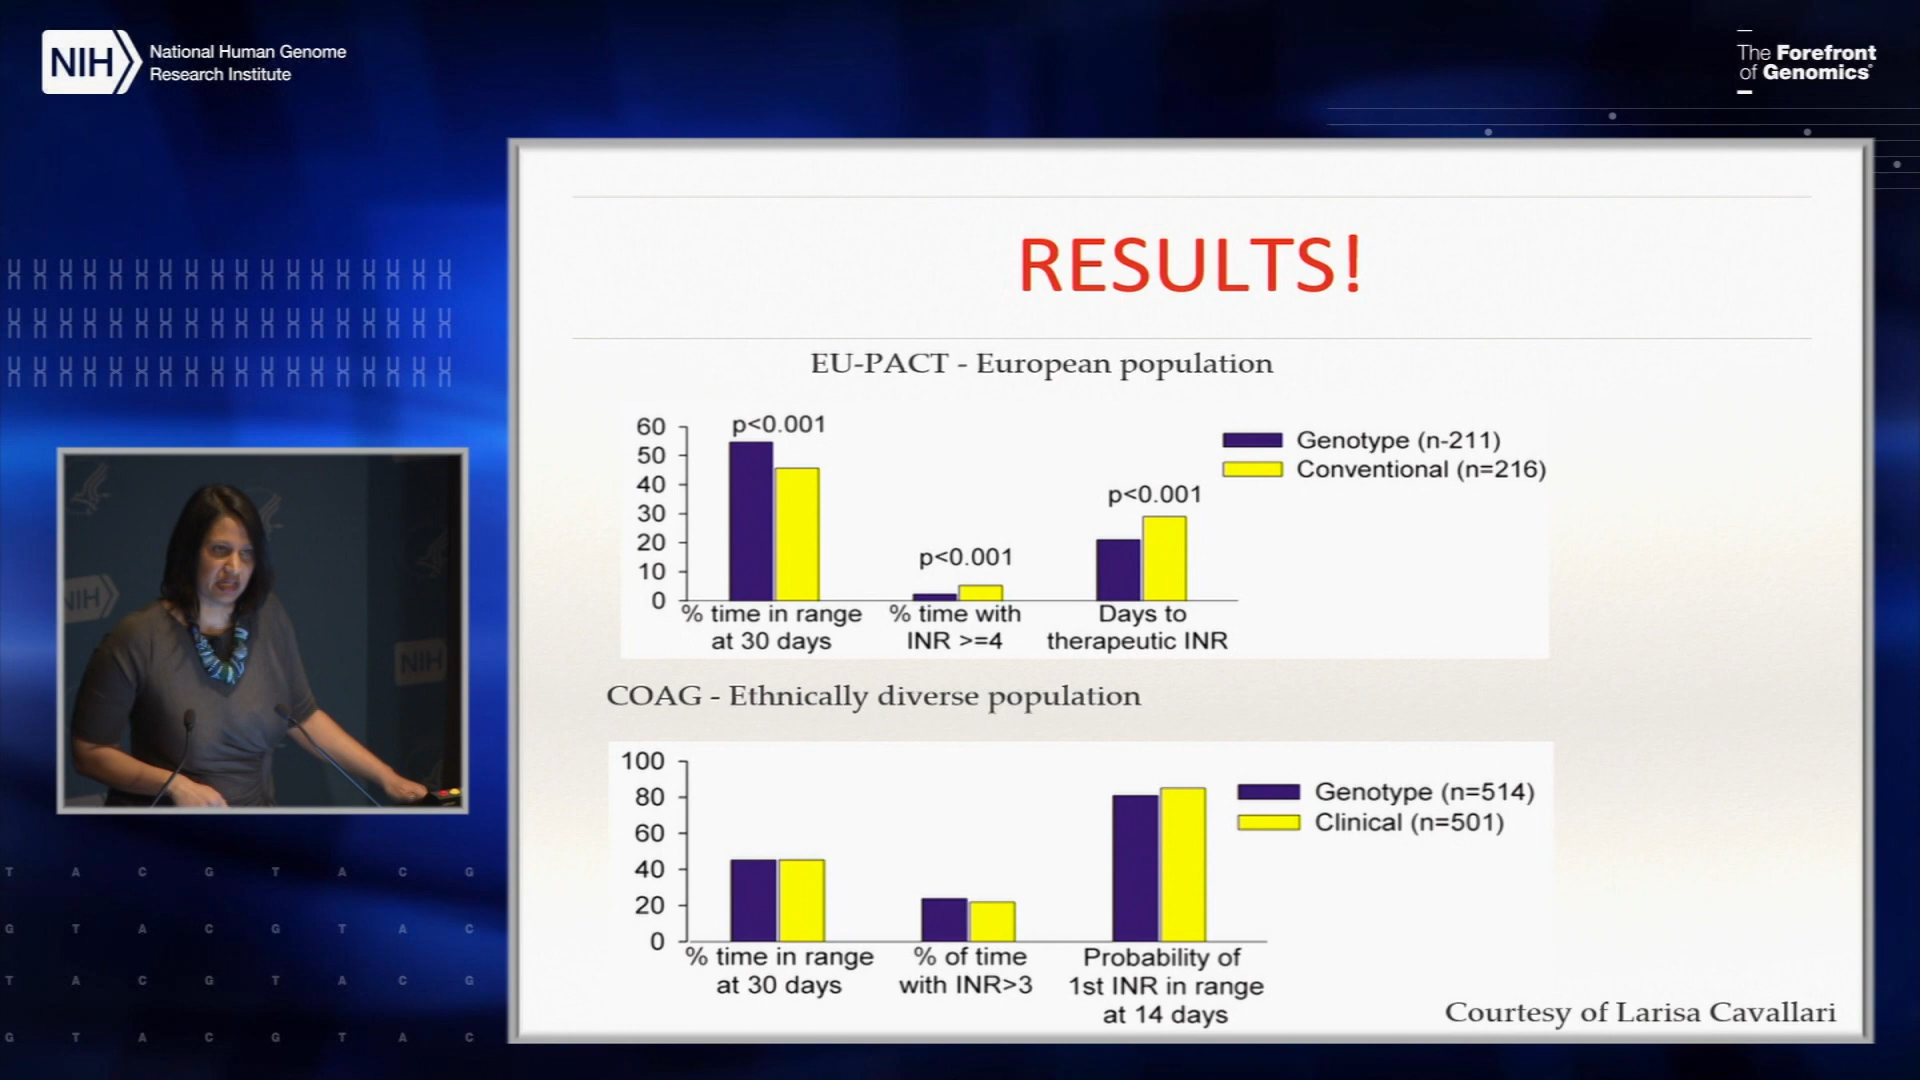 NIH
National Human Genome
Research Institute
The Forefront
of Genomics®
RESULTS!
EU-PACT - European population
60
50
40
30
20
10
0
p<0.001
p<0.001
p<0.001
Genotype (n-211)
Conventional (n=216)
% time in range
at 30 days
% time with
INR >=4
Days to
therapeutic INR
COAG - Ethnically diverse population
100
80
60
40
20
0
Genotype (n=514)
Clinical (n=501)
% time in range
at 30 days
% of time
with INR>3
Probability of
1st INR in range
at 14 days
Courtesy of Larisa Cavallari
NIH
NIH
T A C G T A C G
G T A C G T A C
T A C G T A C G
G T A C G T A C